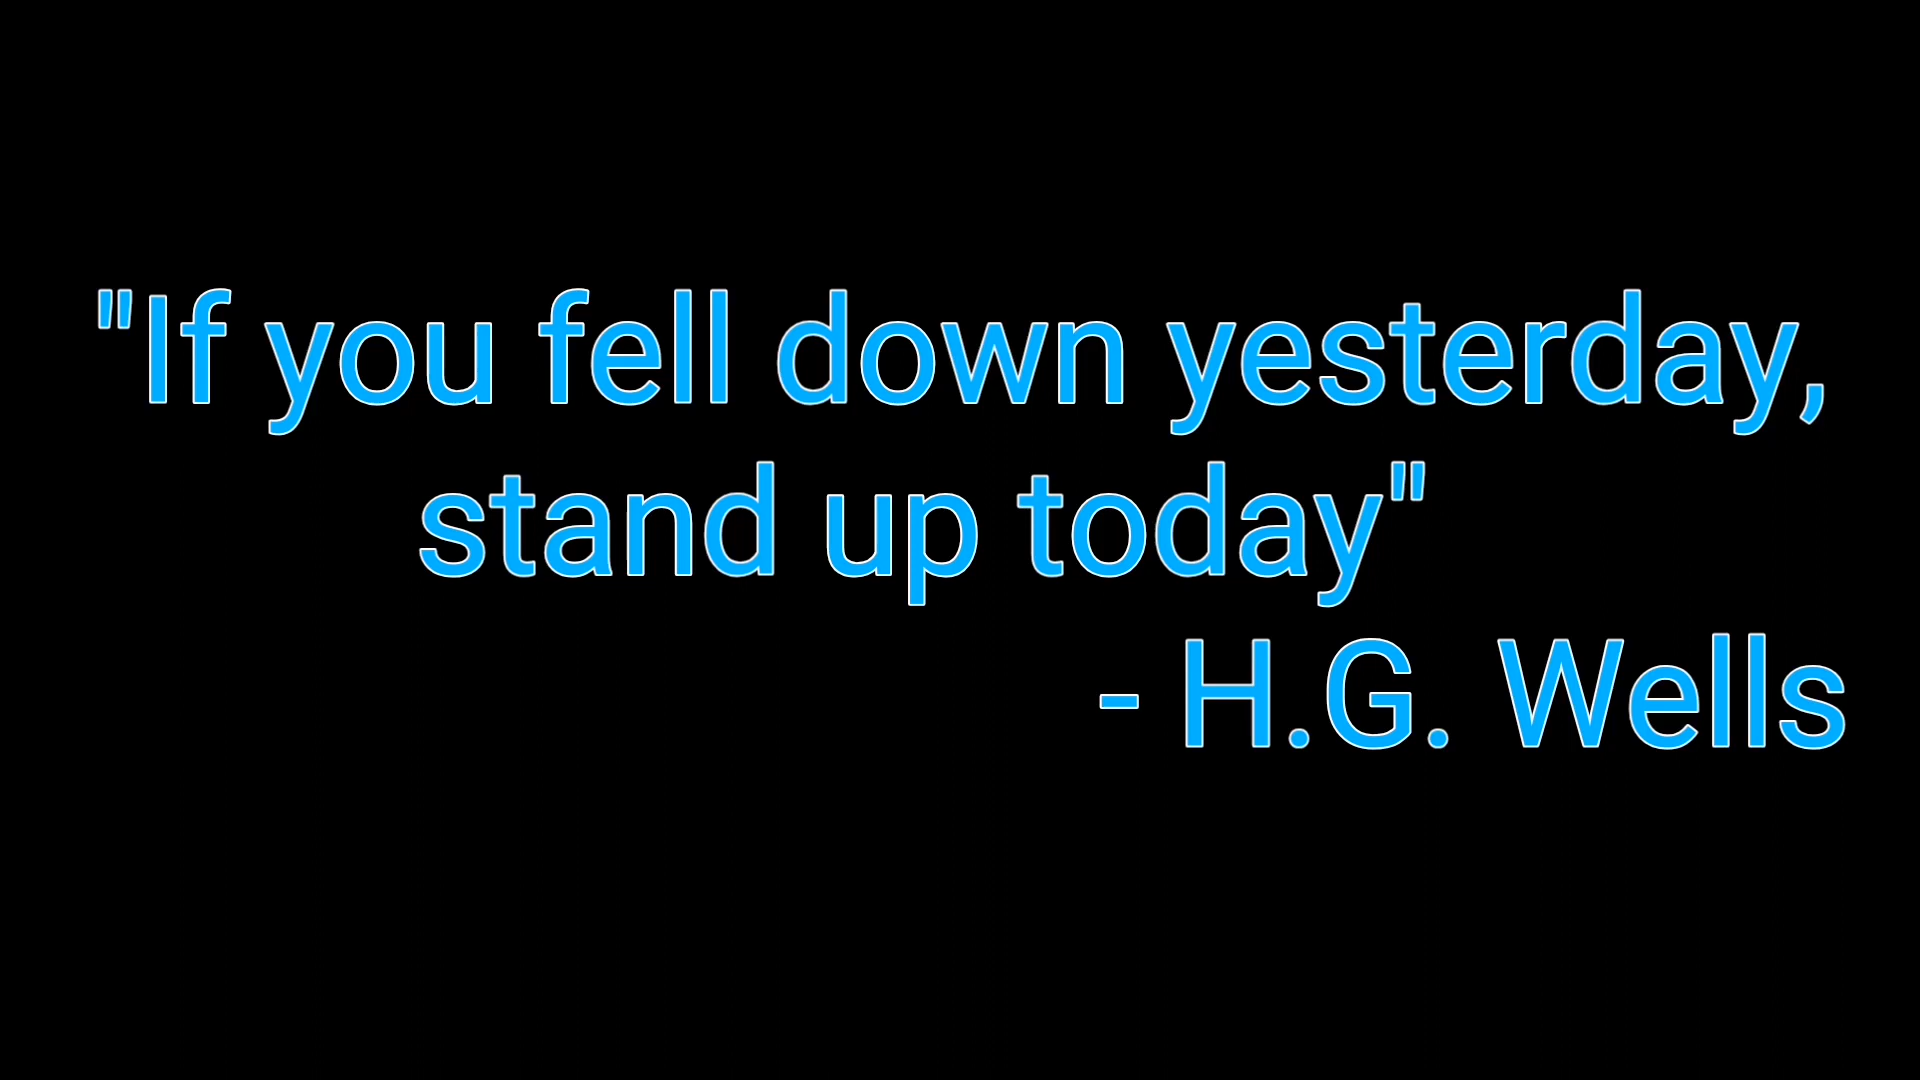 "If you fell down yesterday,
stand up today"
- H.G. Wells